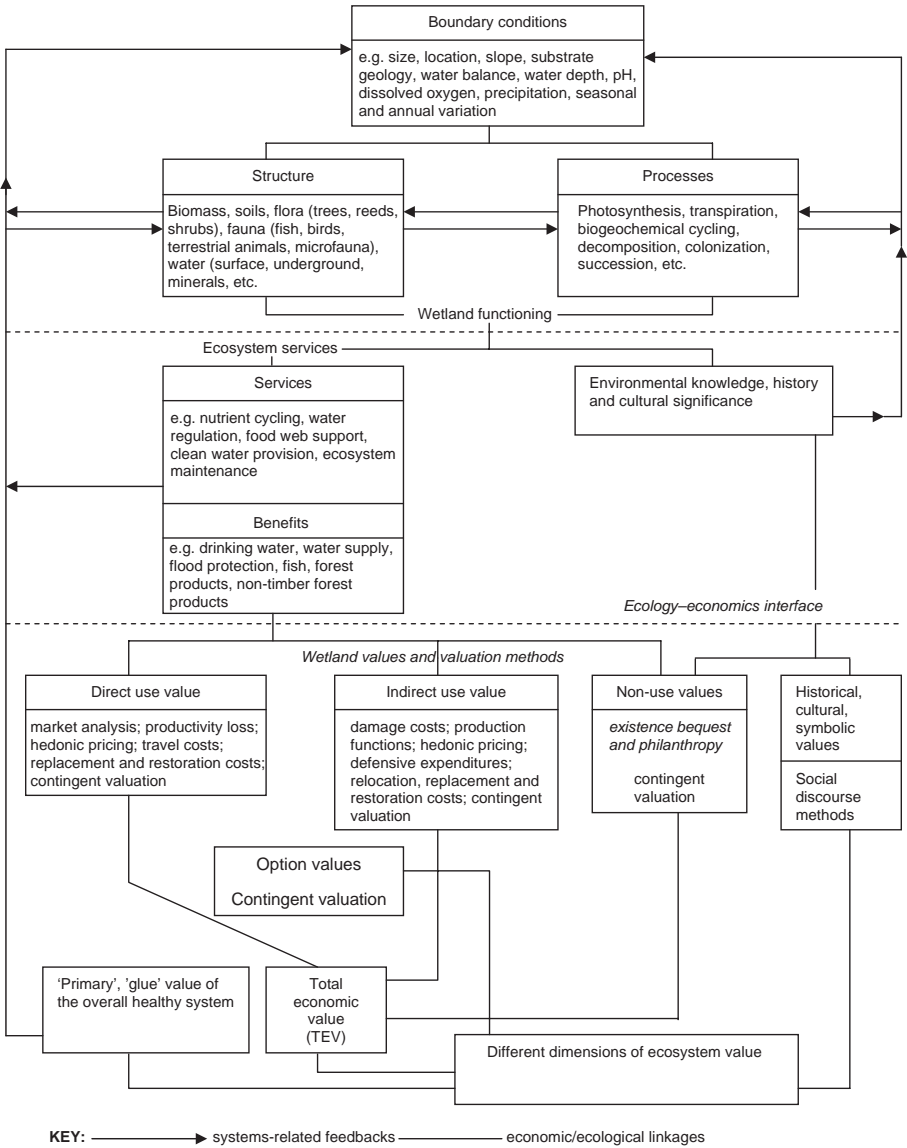 Boundary conditions
e.g. size, location, slope, substrate
geology, water balance, water depth, pH,
dissolved oxygen, precipitation, seasonal
and annual variation
Structure
Biomass, soils, flora (trees, reeds,
shrubs), fauna (fish, birds,
terrestrial animals, microfauna),
water (surface, underground,
minerals, etc.
Processes
Photosynthesis, transpiration,
biogeochemical cycling,
decomposition, colonization,
succession, etc.
Wetland functioning
Ecosystem services
Services
e.g. nutrient cycling, water
regulation, food web support,
clean water provision, ecosystem
maintenance
Benefits
e.g. drinking water, water supply,
flood protection, fish, forest
products, non-timber forest
products
Environmental knowledge, history
and cultural significance
Ecology–economics interface
Wetland values and valuation methods
Direct use value
market analysis; productivity loss;
hedonic pricing; travel costs;
replacement and restoration costs;
contingent valuation
Indirect use value
damage costs; production
functions; hedonic pricing;
defensive expenditures;
relocation, replacement and
restoration costs; contingent
valuation
Non-use values
existence bequest
and philanthropy
contingent
valuation
Historical,
cultural,
symbolic
values
Social
discourse
methods
Option values
Contingent valuation
‘Primary’, ’glue’ value of
the overall healthy system
Total
economic
value
(TEV)
Different dimensions of ecosystem value
KEY: systems-related feedbacks economic/ecological linkages